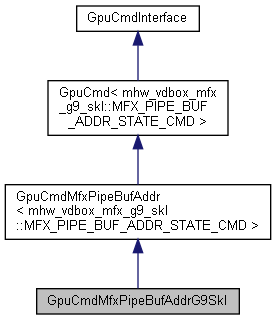 GpuCmdInterface
GpuCmd< mhw_vdbox_mfx
_g9_skl::MFX_PIPE_BUF
_ADDR_STATE_CMD >
GpuCmdMfxPipeBufAddr
< mhw_vdbox_mfx_g9_skl
::MFX_PIPE_BUF_ADDR_STATE_CMD >
GpuCmdMfxPipeBufAddrG9Skl